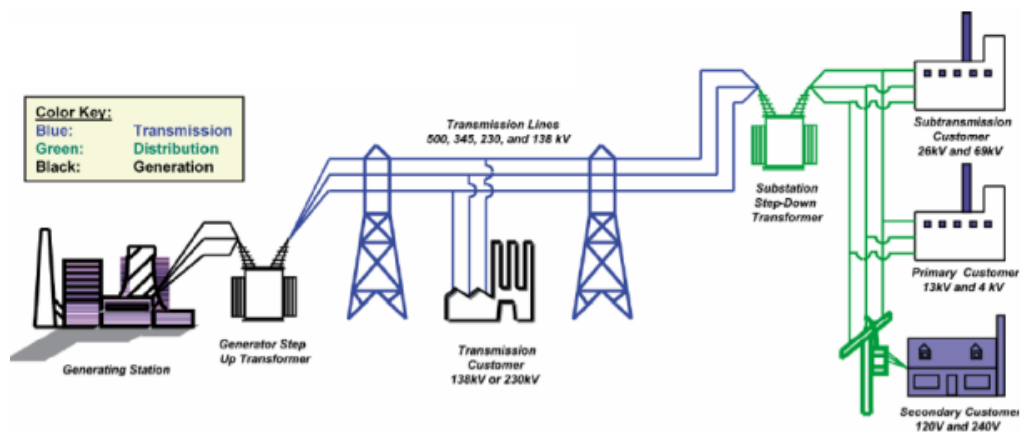 Color Key:
Blue: Transmission
Green: Distribution
Black: Generation
Transmission Lines
500, 345, 230, and 138 kV
Subtransmission
Customer
26kV and 69kV
Substation
Step-Down
Transformer
Primary Customer
13kV and 4 kV
Generating Station
Generator Step
Up Transformer
Transmission
Customer
138kV or 230kV
Secondary Customer
120V and 240V